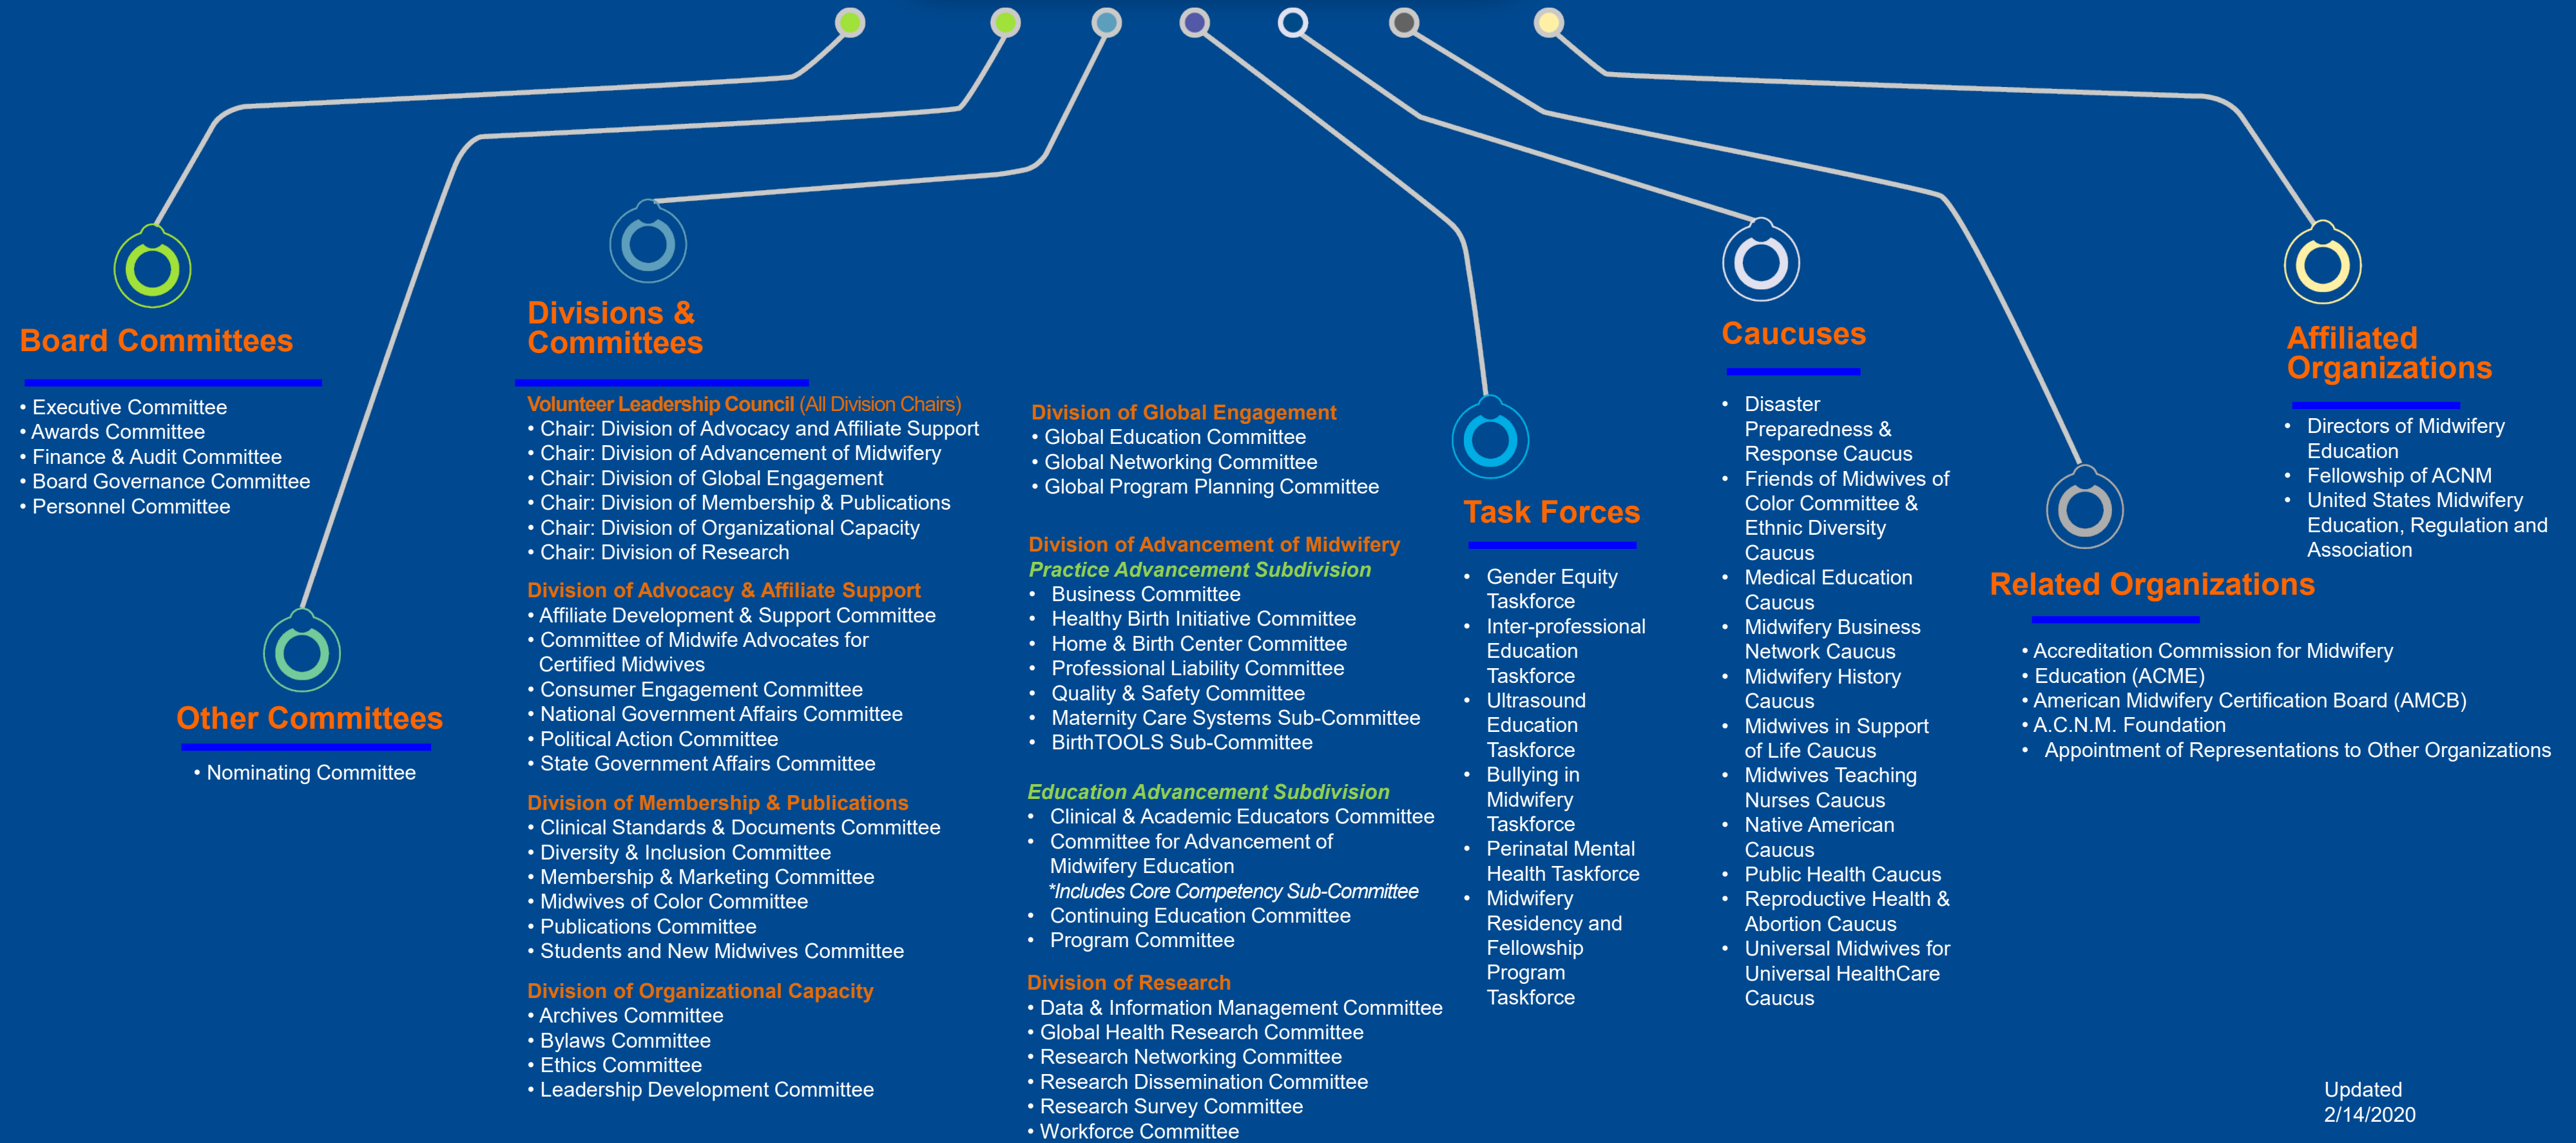 Board Committees
• Executive Committee
• Awards Committee
• Finance & Audit Committee
• Board Governance Committee
• Personnel Committee
Other Committees
• Nominating Committee
Divisions &
Committees
Volunteer Leadership Council (All Division Chairs)
• Chair: Division of Advocacy and Affiliate Support
• Chair: Division of Advancement of Midwifery
• Chair: Division of Global Engagement
• Chair: Division of Membership & Publications
• Chair: Division of Organizational Capacity
• Chair: Division of Research
Division of Advocacy & Affiliate Support
• Affiliate Development & Support Committee
• Committee of Midwife Advocates for
Certified Midwives
• Consumer Engagement Committee
• National Government Affairs Committee
• Political Action Committee
• State Government Affairs Committee
Division of Membership & Publications
• Clinical Standards & Documents Committee
• Diversity & Inclusion Committee
• Membership & Marketing Committee
• Midwives of Color Committee
• Publications Committee
• Students and New Midwives Committee
Division of Organizational Capacity
• Archives Committee
• Bylaws Committee
• Ethics Committee
• Leadership Development Committee
Division of Global Engagement
• Global Education Committee
• Global Networking Committee
• Global Program Planning Committee
Division of Advancement of Midwifery
Practice Advancement Subdivision
• Business Committee
• Healthy Birth Initiative Committee
• Home & Birth Center Committee
• Professional Liability Committee
• Quality & Safety Committee
• Maternity Care Systems Sub-Committee
• BirthTOOLS Sub-Committee
Education Advancement Subdivision
• Clinical & Academic Educators Committee
• Committee for Advancement of
Midwifery Education
*Includes Core Competency Sub-Committee
• Continuing Education Committee
• Program Committee
Division of Research
• Data & Information Management Committee
• Global Health Research Committee
• Research Networking Committee
• Research Dissemination Committee
• Research Survey Committee
• Workforce Committee
Task Forces
• Gender Equity
Taskforce
• Inter-professional
Education
Taskforce
• Ultrasound
Education
Taskforce
• Bullying in
Midwifery
Taskforce
• Perinatal Mental
Health Taskforce
• Midwifery
Residency and
Fellowship
Program
Taskforce
Caucuses
• Disaster
Preparedness &
Response Caucus
• Friends of Midwives of
Color Committee &
Ethnic Diversity
Caucus
• Medical Education
Caucus
• Midwifery Business
Network Caucus
• Midwifery History
Caucus
• Midwives in Support
of Life Caucus
• Midwives Teaching
Nurses Caucus
• Native American
Caucus
• Public Health Caucus
• Reproductive Health &
Abortion Caucus
• Universal Midwives for
Universal HealthCare
Caucus
Related Organizations
• Accreditation Commission for Midwifery
• Education (ACME)
• American Midwifery Certification Board (AMCB)
• A.C.N.M. Foundation
• Appointment of Representations to Other Organizations
Affiliated
Organizations
• Directors of Midwifery
Education
• Fellowship of ACNM
• United States Midwifery
Education, Regulation and
Association
Updated
2/14/2020